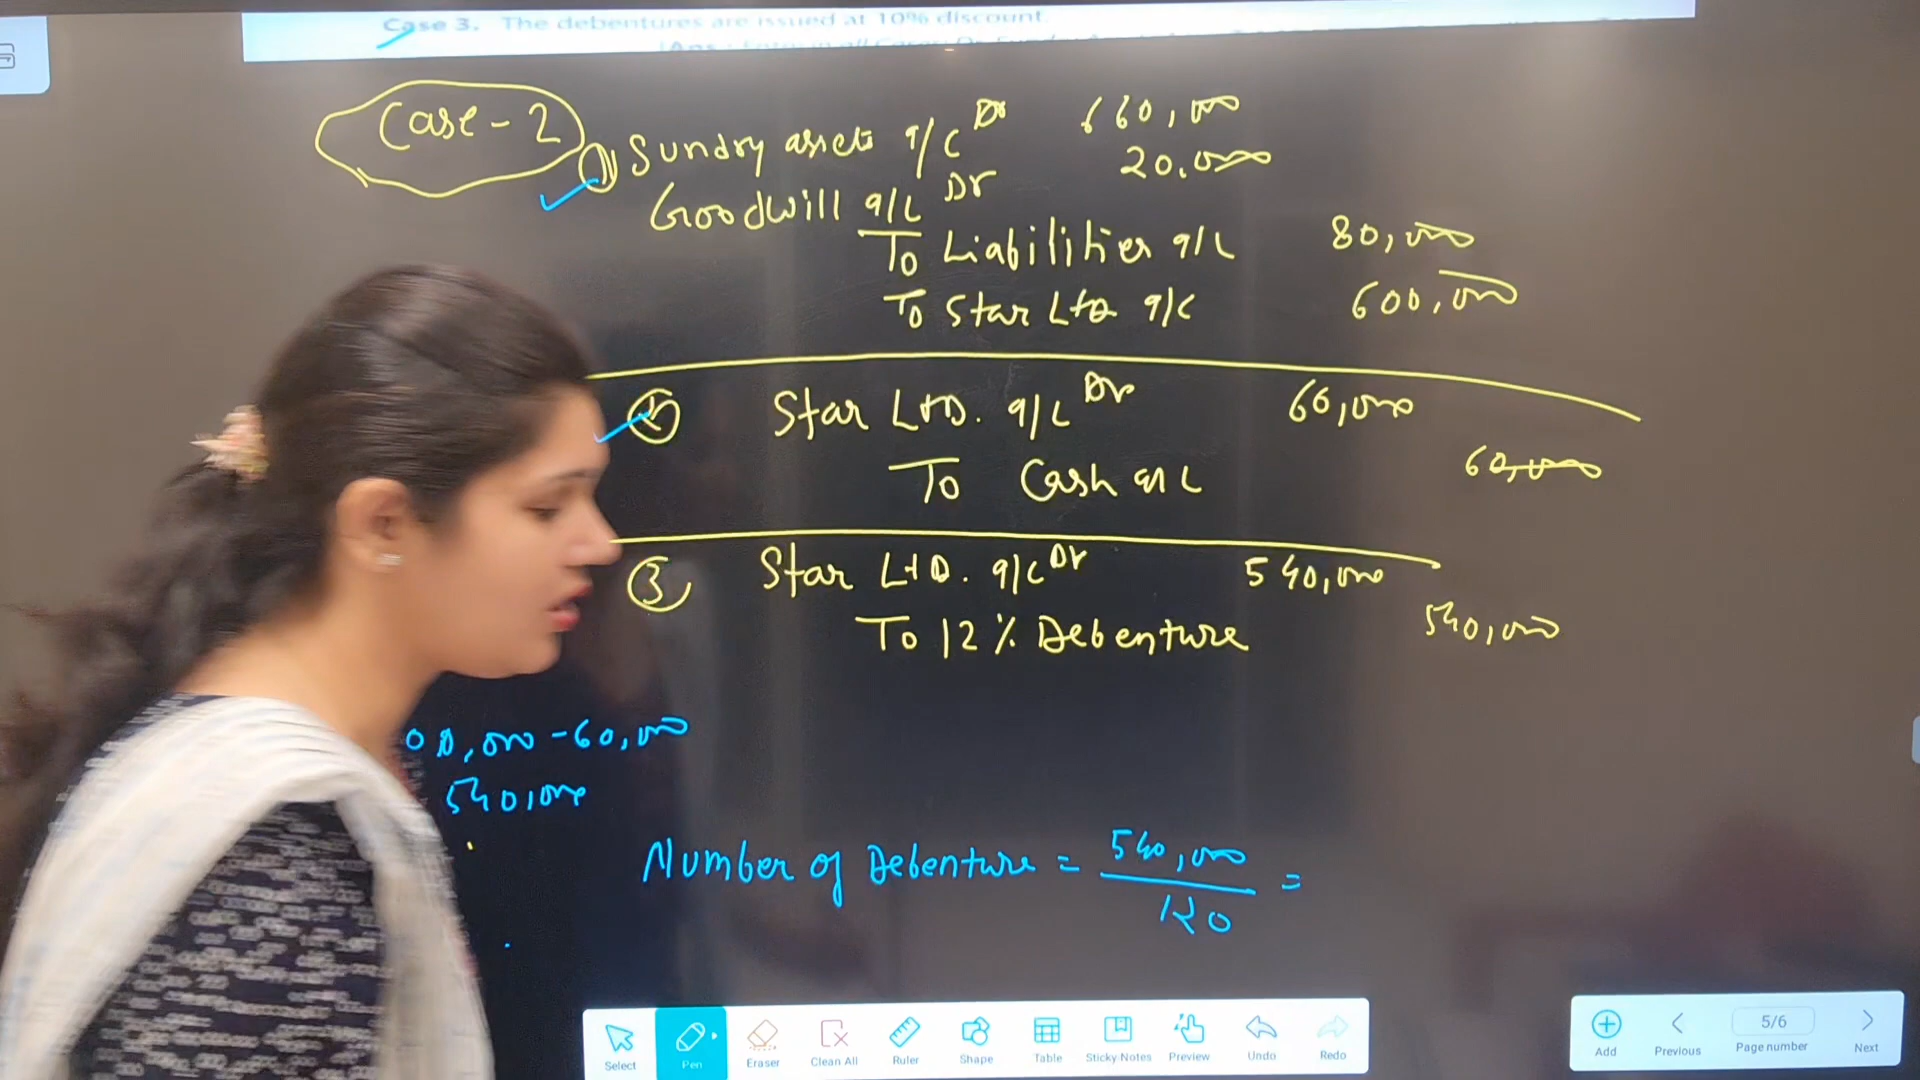 Case 3. The debentures are issued at 10% discount
Case-2
① Sundry assets a/c Dr 660,000
Goodwill a/c Dr 20,000
To Liabilities a/c 80,000
To Star Ltd a/c 600,000
② Star LtD. a/c Dr 60,000
To Cash a/c 60,000
③ Star LtD. a/c Dr 540,000
To 12% Debenture 540,000
00,000-60,000
540,000
Number of Debenture = 540,000 / 120 =
Select
Pen
Eraser
Clean All
Ruler
Shape
Table
Sticky Notes
Preview
Undo
Redo
Add
Previous
5/6
Page number
Next